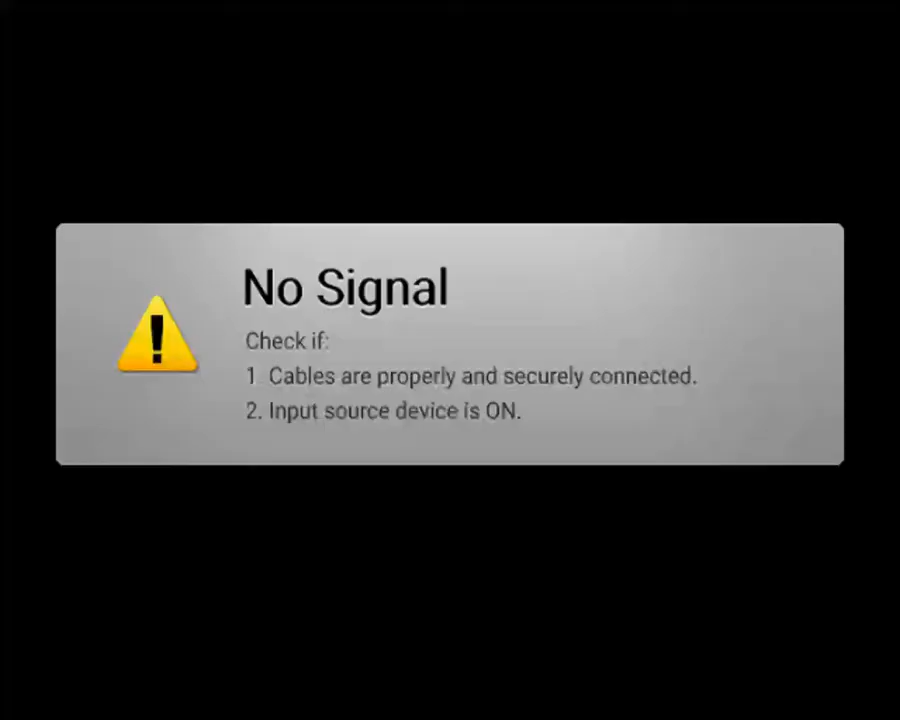 No Signal
Check if:
1 Cables are properly and securely connected.
2. Input source device is ON.